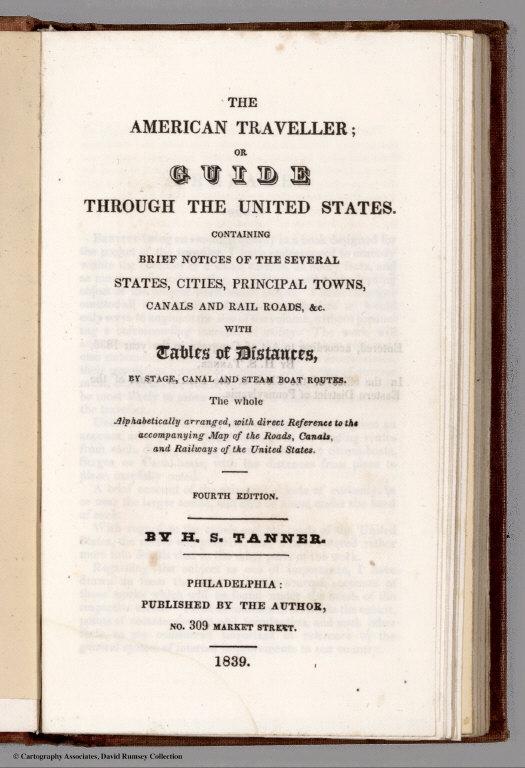 THE
AMERICAN TRAVELLER;
OR
GUIDE
THROUGH THE UNITED STATES.
CONTAINING
BRIEF NOTICES OF THE SEVERAL
STATES, CITIES, PRINCIPAL TOWNS,
CANALS AND RAIL ROADS, &c.
WITH
Tables of Distances,
BY STAGE, CANAL AND STEAM BOAT ROUTES.
The whole
Alphabetically arranged, with direct Reference to the
accompanying Map of the Roads, Canals,
and Railways of the United States.
FOURTH EDITION.
BY H. S. TANNER.
PHILADELPHIA:
PUBLISHED BY THE AUTHOR,
NO. 309 MARKET STREET.
1839.
© Cartography Associates, David Rumsey Collection